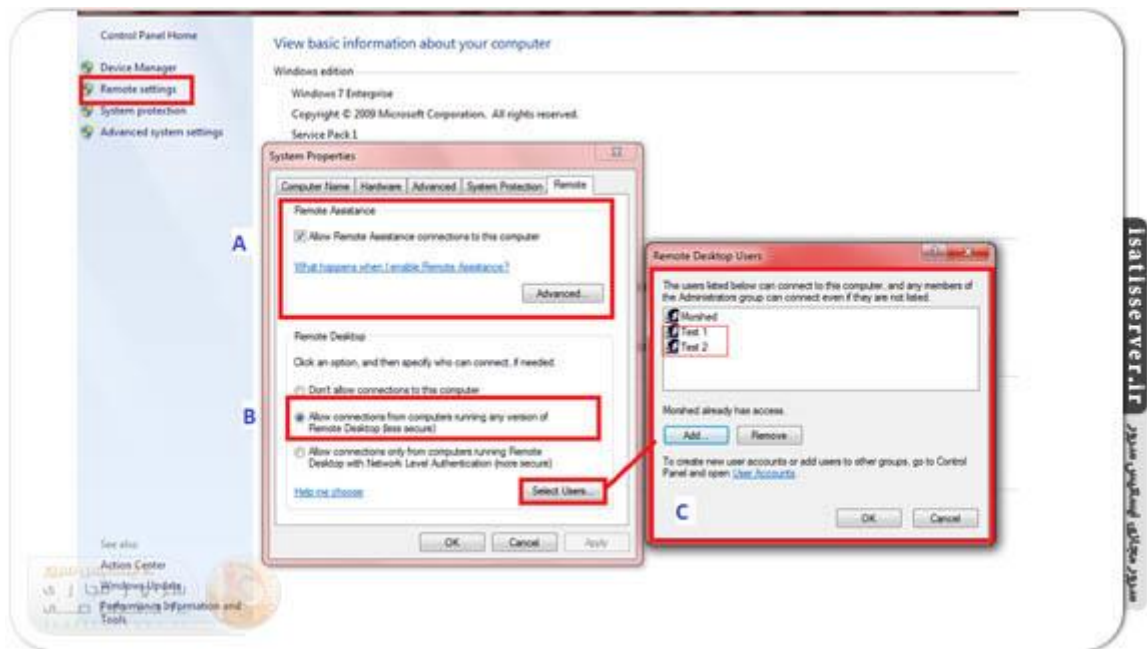 Control Panel Home
Device Manager
Remote settings
System protection
Advanced system settings
View basic information about your computer
Windows edition
Windows 7 Enterprise
Copyright © 2009 Microsoft Corporation. All rights reserved.
Service Pack 1
System Properties
Computer Name
Hardware
Advanced
System Protection
Remote
A
Remote Assistance
Allow Remote Assistance connections to this computer
What happens when I enable Remote Assistance?
Advanced...
Remote Desktop
Click an option, and then specify who can connect, if needed.
Don't allow connections to this computer
B
Allow connections from computers running any version of
Remote Desktop (less secure)
Allow connections only from computers running Remote
Desktop with Network Level Authentication (more secure)
Help me choose
Select Users...
OK
Cancel
Apply
Remote Desktop Users
The users listed below can connect to this computer, and any members of
the Administrators group can connect even if they are not listed.
Morshed
Test 1
Test 2
Morshed already has access.
Add...
Remove
To create new user accounts or add users to other groups, go to Control
Panel and open User Accounts.
C
OK
Cancel
See also
Action Center
Windows Update
Performance Information and
Tools
isatisserver.ir
سرور مجازی ایساتیس سرور